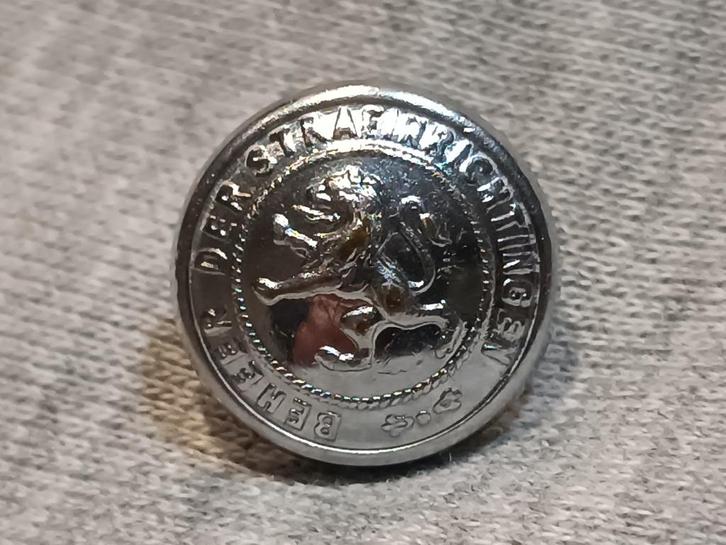 BEHEER DER STRAFINRICHTINGEN